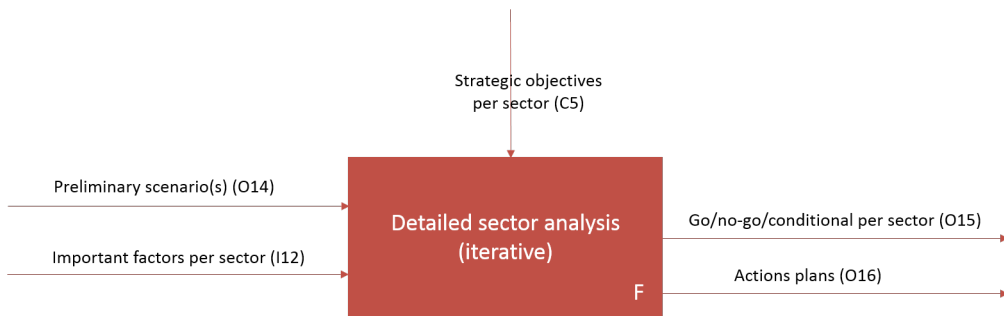 Strategic objectives
per sector (C5)
Preliminary scenario(s) (O14)
Important factors per sector (I12)
Detailed sector analysis
(iterative)
F
Go/no-go/conditional per sector (O15)
Actions plans (O16)